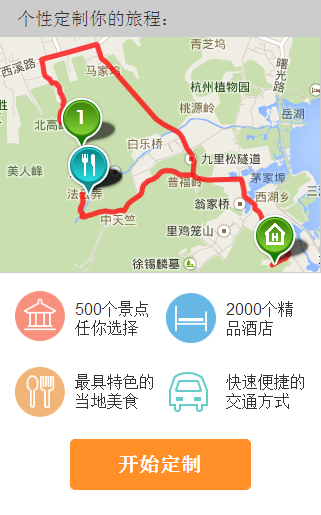 个性定制你的旅程：
青芝坞
西溪路
马家坞
曙光路
杭州植物园
桃源岭
岳湖
北高
白乐桥
九里松隧道
美人峰
普福岭
茅家埠
法云弄
西湖乡
翁家桥
中天竺
里鸡笼山
徐锡麟墓
1
H
500个景点
任你选择
2000个精
品酒店
最具特色的
当地美食
快速便捷的
交通方式
开始定制